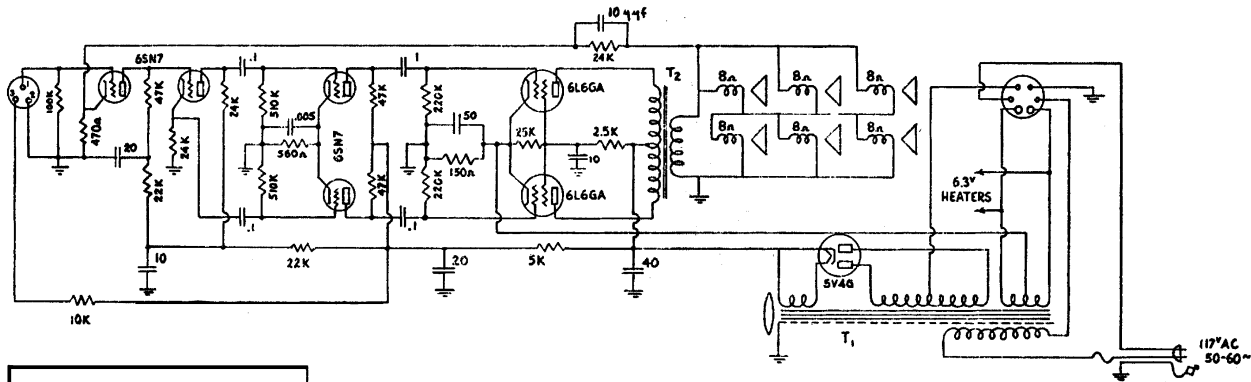 10 µµf
24K
6SN7
.1
.1
T2
8Ω
8Ω
8Ω
100K
47K
24K
510K
47K
220K
6L6GA
470Ω
20
24K
.005
560Ω
6SN7
50
25K
2.5K
10
150Ω
8Ω
8Ω
8Ω
22K
510K
47K
220K
6L6GA
6.3V
HEATERS
.1
.1
10
22K
20
5K
40
5V4G
10K
T1
117V AC
50-60~